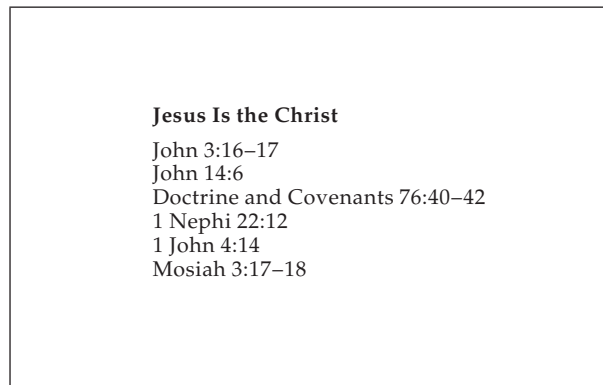 Jesus Is the Christ
John 3:16–17
John 14:6
Doctrine and Covenants 76:40–42
1 Nephi 22:12
1 John 4:14
Mosiah 3:17–18